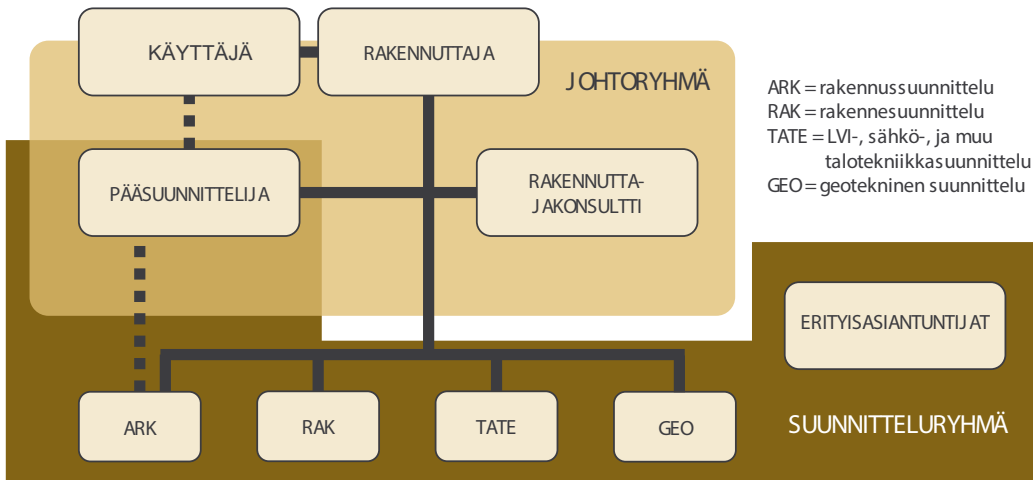 KÄYTTÄJÄ
RAKENNUTTAJA
JOHTORYHMÄ
ARK = rakennussuunnittelu
RAK = rakennesuunnittelu
TATE = LVI-, sähkö-, ja muu
talotekniikkasuunnittelu
GEO = geotekninen suunnittelu
PÄÄSUUNNITTELIJA
RAKENNUTTA-
JAKONSULTTI
ERITYISASIANTUNTIJAT
ARK
RAK
TATE
GEO
SUUNNITTELURYHMÄ